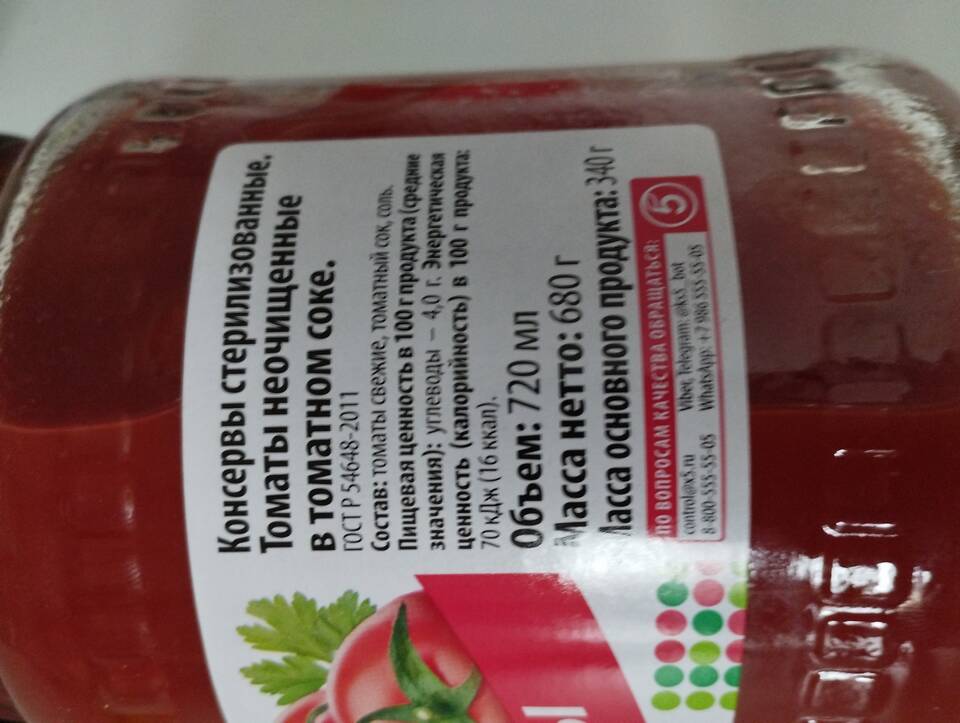 Консервы стерилизованные.
Томаты неочищенные
в томатном соке.
ГОСТ Р 54648-2011
Состав: томаты свежие, томатный сок, соль.
Пищевая ценность в 100 г продукта (средние
значения): углеводы – 4,0 г. Энергетическая
ценность (калорийность) в 100 г продукта:
70 кДж (16 ккал).
Объем: 720 мл
Масса нетто: 680 г
Масса основного продукта: 340 г
ПО ВОПРОСАМ КАЧЕСТВА ОБРАЩАТЬСЯ:
5
control@x5.ru Viber, Telegram: @kx5_bot
8-800-555-55-05 WhatsApp: +7 986 555-55-05
Ы